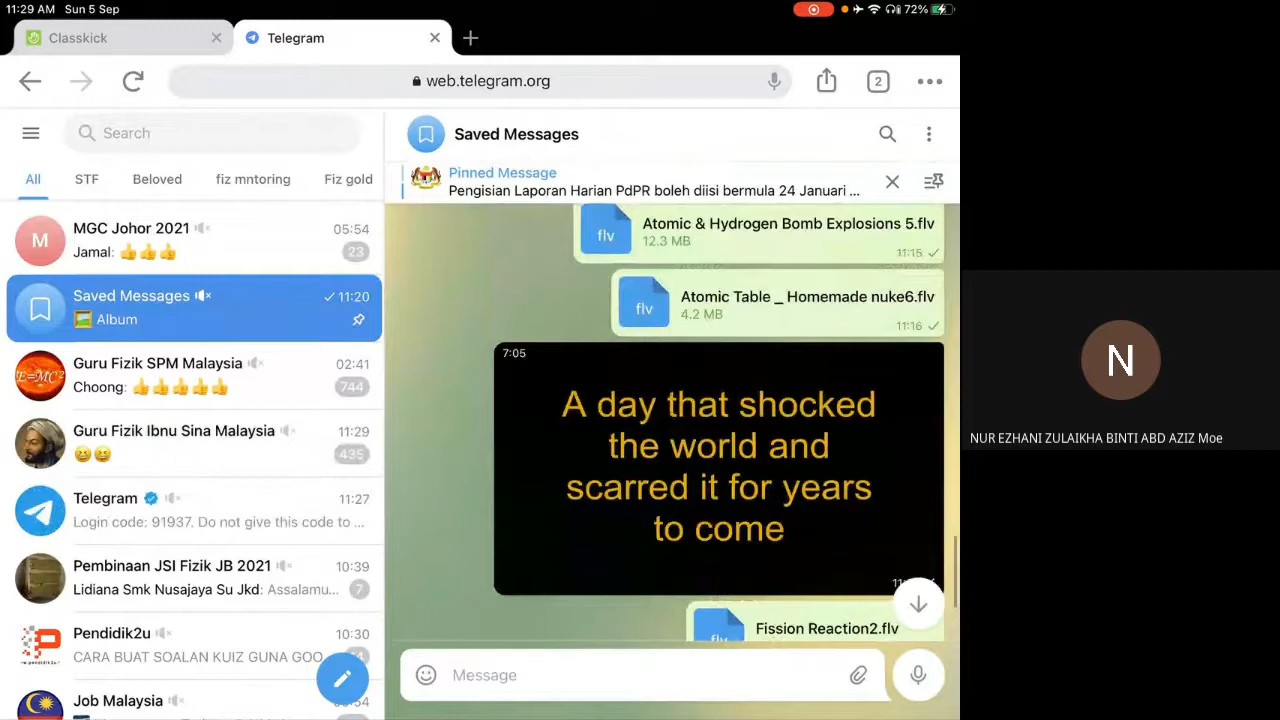 11:29 AM Sun 5 Sep
72%
Classkick
Telegram
web.telegram.org
2
Search
Saved Messages
Pinned Message
Pengisian Laporan Harian PdPR boleh diisi bermula 24 Januari ...
All STF Beloved fiz mntoring Fiz gold
M
MGC Johor 2021 05:54
Jamal: 👍👍👍 23
Saved Messages 11:20
Album
E=MC²
Guru Fizik SPM Malaysia 02:41
Choong: 👍👍👍👍👍 744
Guru Fizik Ibnu Sina Malaysia 11:29
😆😆 435
Telegram 11:27
Login code: 91937. Do not give this code to ...
Pembinaan JSI Fizik JB 2021 10:39
Lidiana Smk Nusajaya Su Jkd: Assalamu... 7
Pendidik2u 10:30
CARA BUAT SOALAN KUIZ GUNA GOO
Job Malaysia
flv
Atomic & Hydrogen Bomb Explosions 5.flv
12.3 MB
11:15
flv
Atomic Table _ Homemade nuke6.flv
4.2 MB
11:16
7:05
A day that shocked
the world and
scarred it for years
to come
flv
Fission Reaction2.flv
Message
N
NUR EZHANI ZULAIKHA BINTI ABD AZIZ Moe